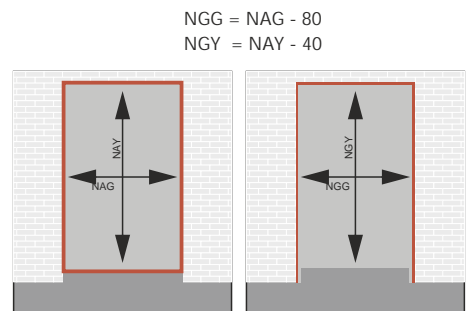 NGG = NAG - 80
NGY = NAY - 40
NAY
NAG
NGY
NGG